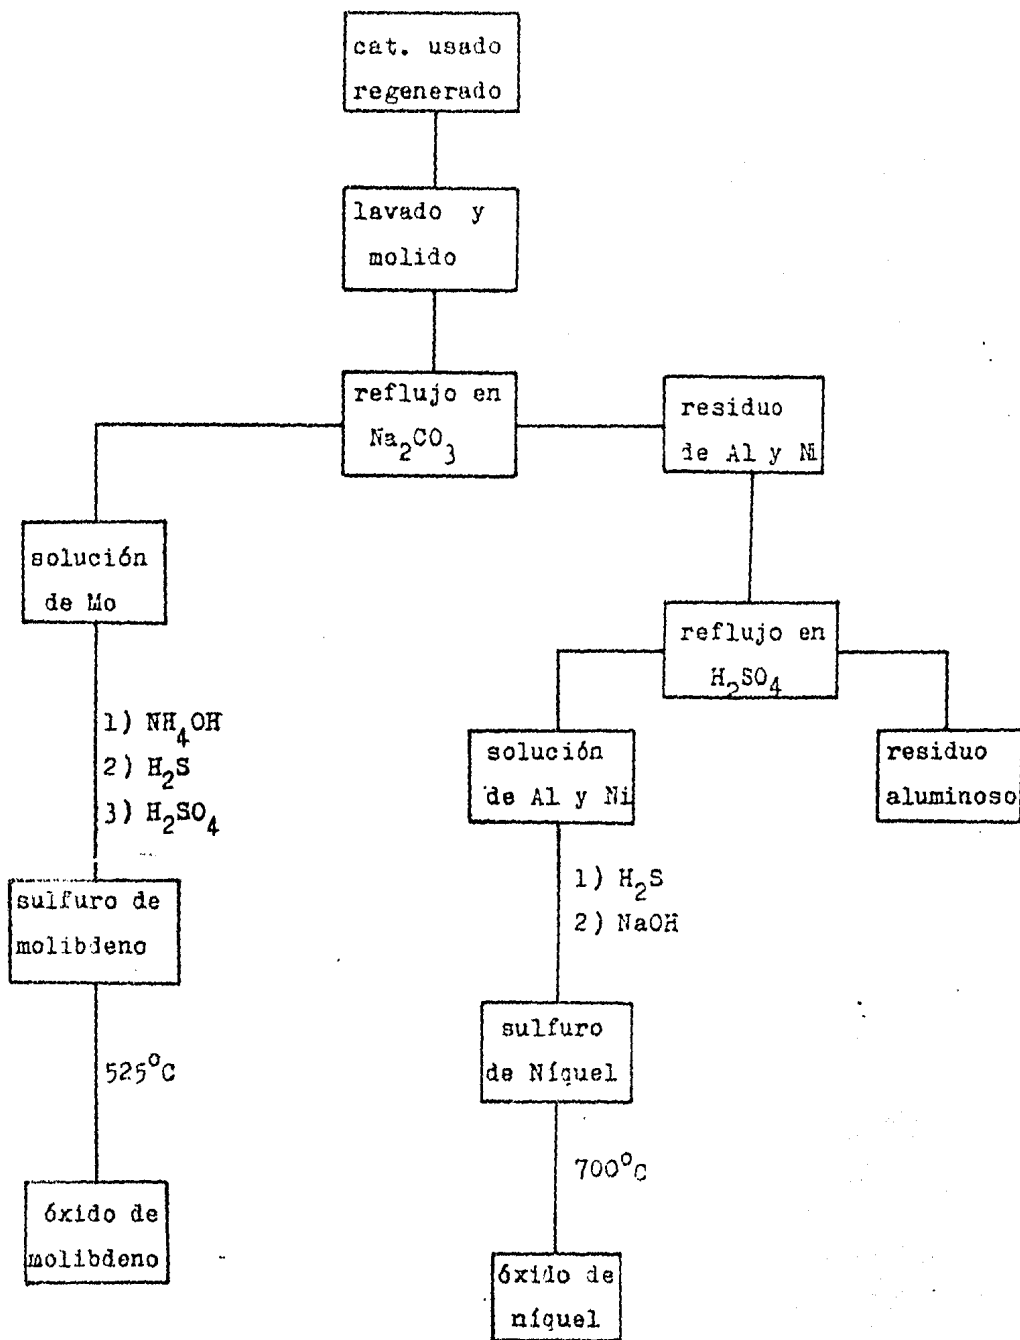 cat. usado
regenerado
lavado y
molido
reflujo en
Na₂CO₃
residuo
de Al y Ni
solución
de Mo
reflujo en
H₂SO₄
1) NH₄OH
2) H₂S
3) H₂SO₄
solución
de Al y Ni
residuo
aluminoso
sulfuro de
molibdeno
1) H₂S
2) NaOH
sulfuro
de Níquel
525°C
700°C
óxido de
molibdeno
óxido de
níquel